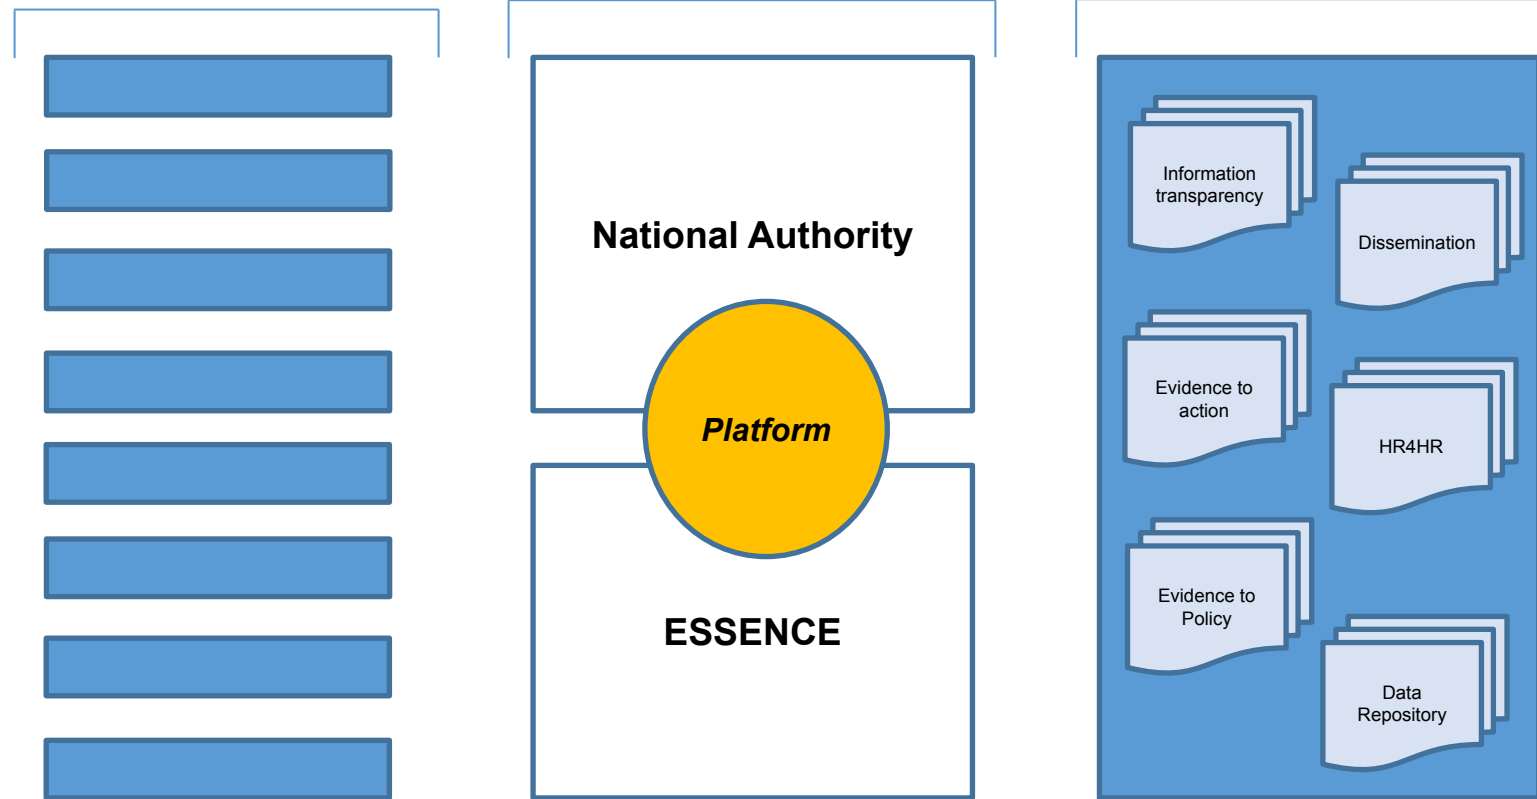 National Authority
Platform
ESSENCE
Information
transparency
Dissemination
Evidence to
action
HR4HR
Evidence to
Policy
Data
Repository